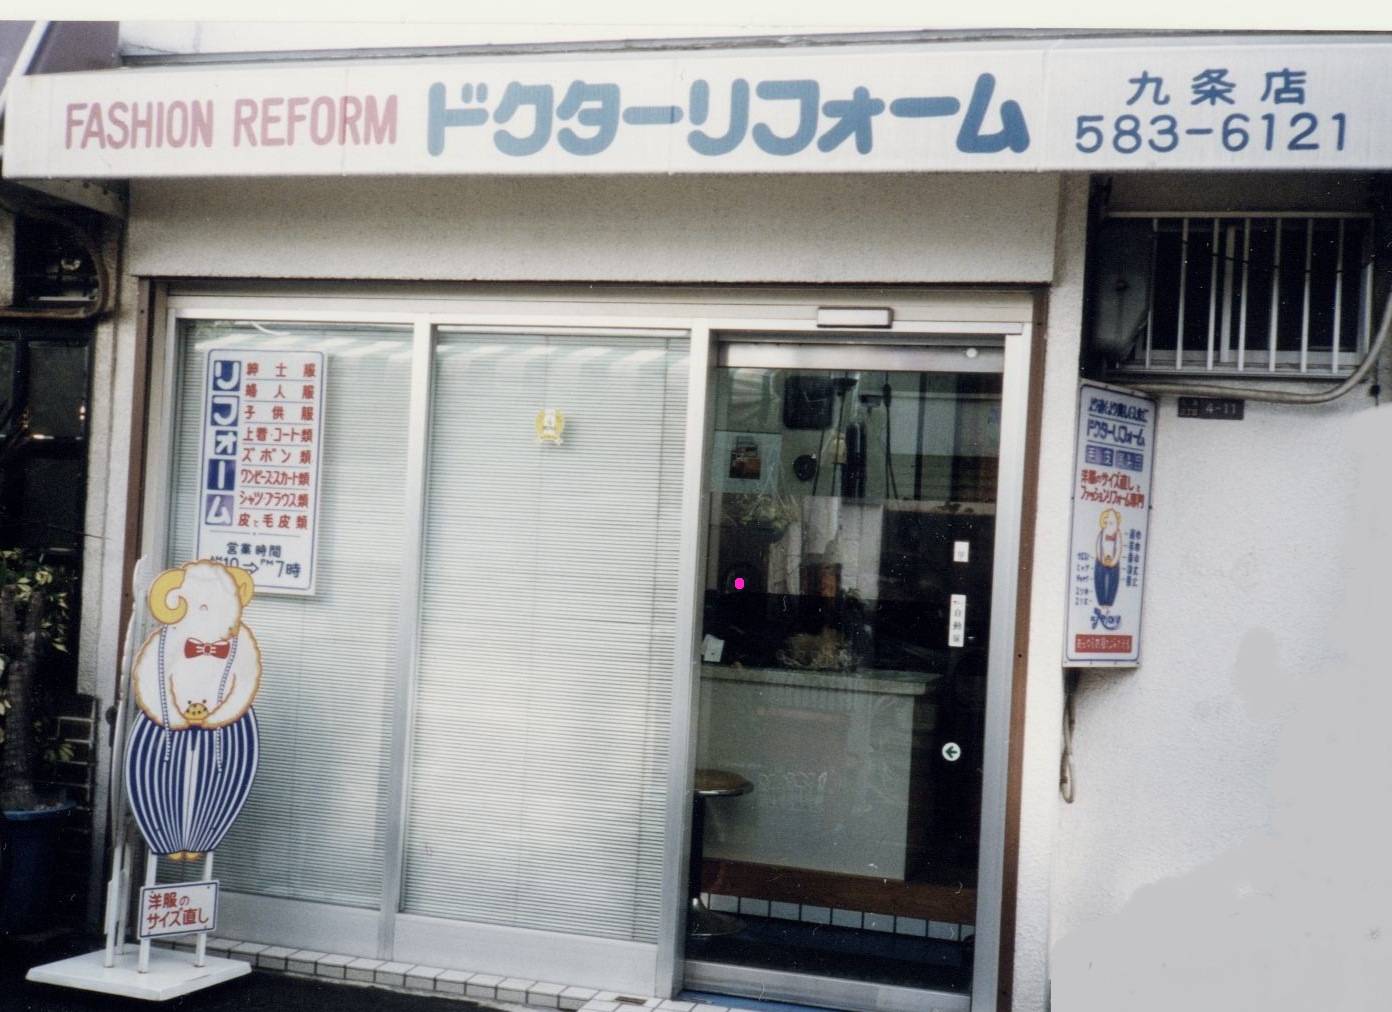 FASHION REFORM ドクターリフォーム 九条店
583-6121
リフォーム
紳士服
婦人服
子供服
上着・コート類
ズボン類
ワンピース・スカート類
シャツ・ブラウス類
皮と毛皮類
営業時間
AM10→PM7時
洋服の
サイズ直し
自動扉
4-11
ドクターリフォーム
洋服のサイズ直しと
ファッションリフォーム専門